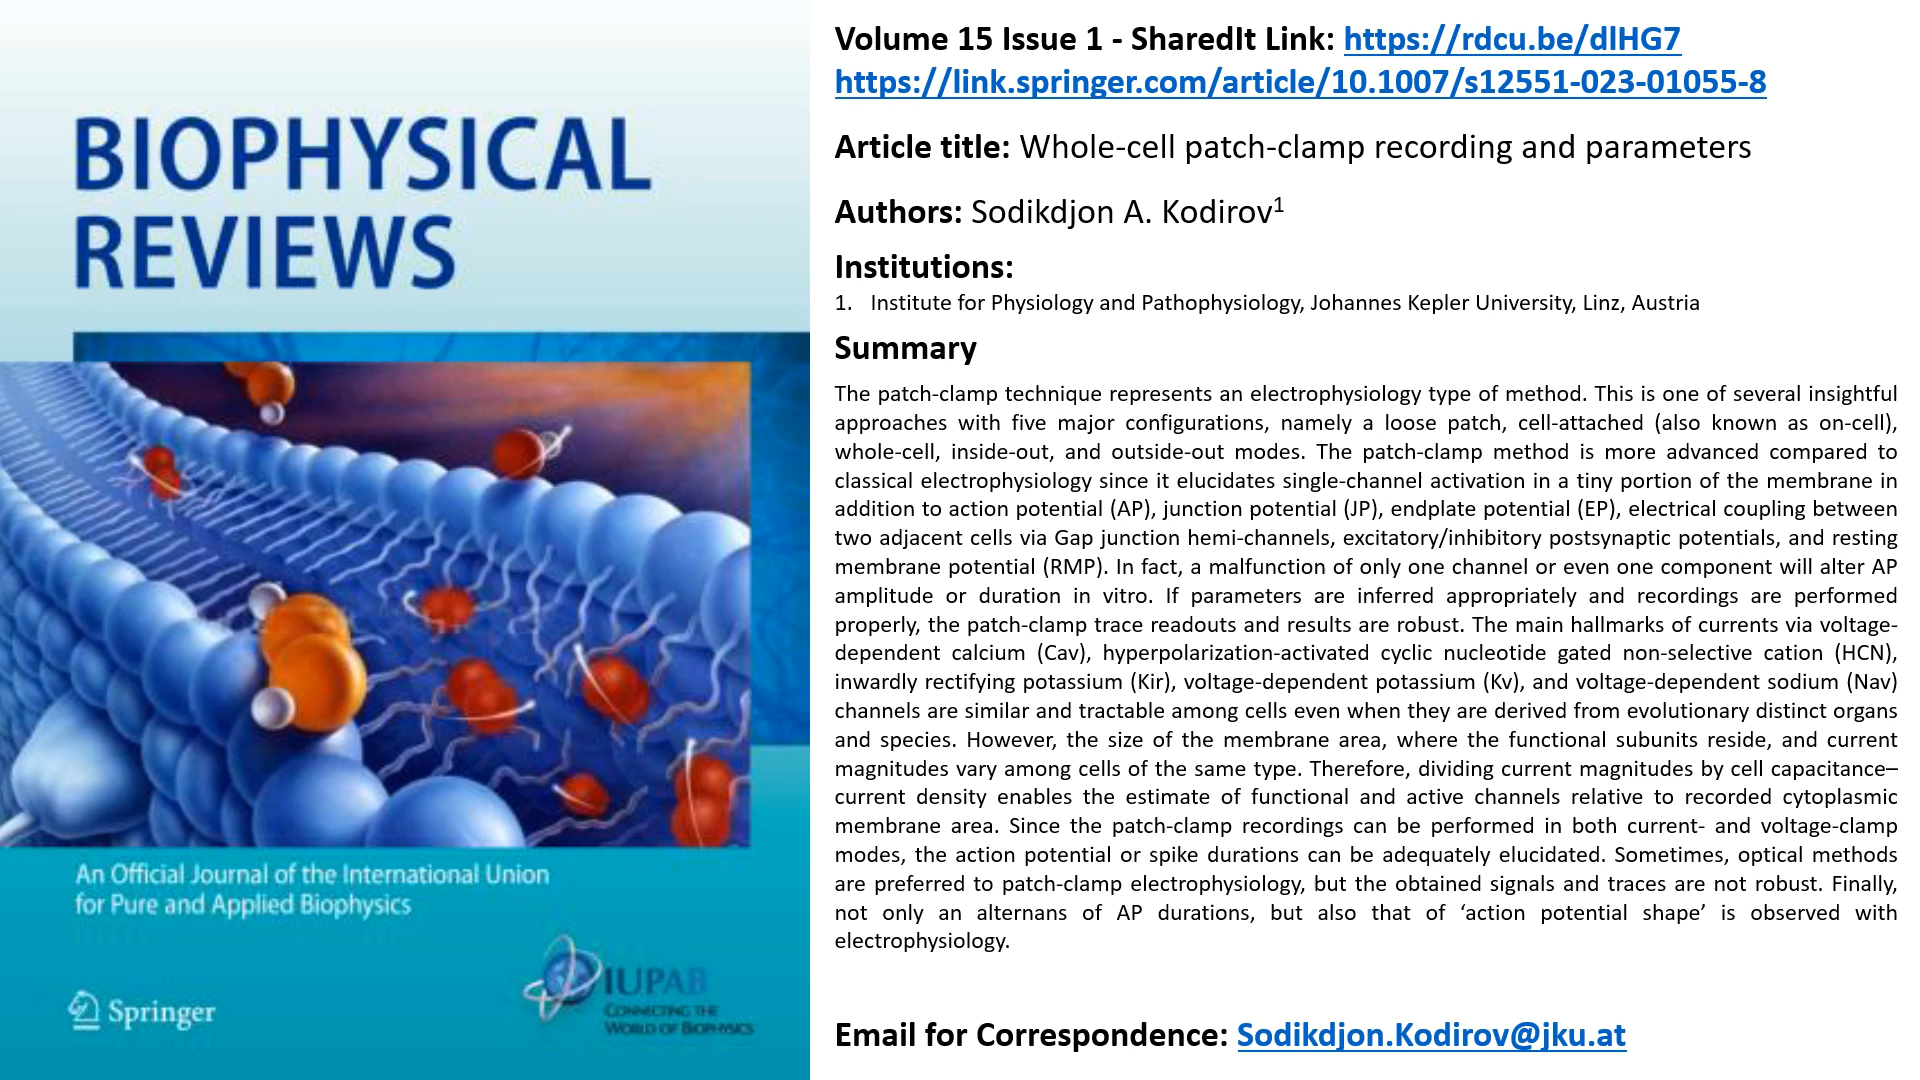 BIOPHYSICAL
REVIEWS
An Official Journal of the International Union
for Pure and Applied Biophysics
Springer
IUPAB
CONNECTING THE
WORLD OF BIOPHYSICS
Volume 15 Issue 1 - SharedIt Link: https://rdcu.be/dlHG7
https://link.springer.com/article/10.1007/s12551-023-01055-8
Article title: Whole-cell patch-clamp recording and parameters
Authors: Sodikdjon A. Kodirov1
Institutions:
1. Institute for Physiology and Pathophysiology, Johannes Kepler University, Linz, Austria
Summary
The patch-clamp technique represents an electrophysiology type of method. This is one of several insightful
approaches with five major configurations, namely a loose patch, cell-attached (also known as on-cell),
whole-cell, inside-out, and outside-out modes. The patch-clamp method is more advanced compared to
classical electrophysiology since it elucidates single-channel activation in a tiny portion of the membrane in
addition to action potential (AP), junction potential (JP), endplate potential (EP), electrical coupling between
two adjacent cells via Gap junction hemi-channels, excitatory/inhibitory postsynaptic potentials, and resting
membrane potential (RMP). In fact, a malfunction of only one channel or even one component will alter AP
amplitude or duration in vitro. If parameters are inferred appropriately and recordings are performed
properly, the patch-clamp trace readouts and results are robust. The main hallmarks of currents via voltage-
dependent calcium (Cav), hyperpolarization-activated cyclic nucleotide gated non-selective cation (HCN),
inwardly rectifying potassium (Kir), voltage-dependent potassium (Kv), and voltage-dependent sodium (Nav)
channels are similar and tractable among cells even when they are derived from evolutionary distinct organs
and species. However, the size of the membrane area, where the functional subunits reside, and current
magnitudes vary among cells of the same type. Therefore, dividing current magnitudes by cell capacitance–
current density enables the estimate of functional and active channels relative to recorded cytoplasmic
membrane area. Since the patch-clamp recordings can be performed in both current- and voltage-clamp
modes, the action potential or spike durations can be adequately elucidated. Sometimes, optical methods
are preferred to patch-clamp electrophysiology, but the obtained signals and traces are not robust. Finally,
not only an alternans of AP durations, but also that of ‘action potential shape’ is observed with
electrophysiology.
Email for Correspondence: Sodikdjon.Kodirov@jku.at